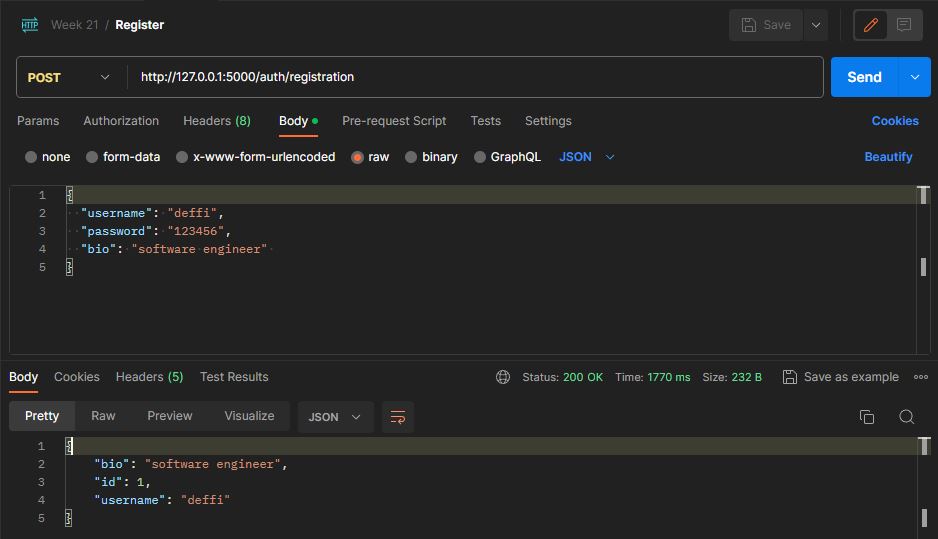 HTTP Week 21 / Register Save
POST http://127.0.0.1:5000/auth/registration Send
Params Authorization Headers (8) Body Pre-request Script Tests Settings Cookies
none form-data x-www-form-urlencoded raw binary GraphQL JSON Beautify
1 {
2 "username": "deffi",
3 "password": "123456",
4 "bio": "software engineer"
5 }
Body Cookies Headers (5) Test Results Status: 200 OK Time: 1770 ms Size: 232 B Save as example
Pretty Raw Preview Visualize JSON
1 {
2 "bio": "software engineer",
3 "id": 1,
4 "username": "deffi"
5 }